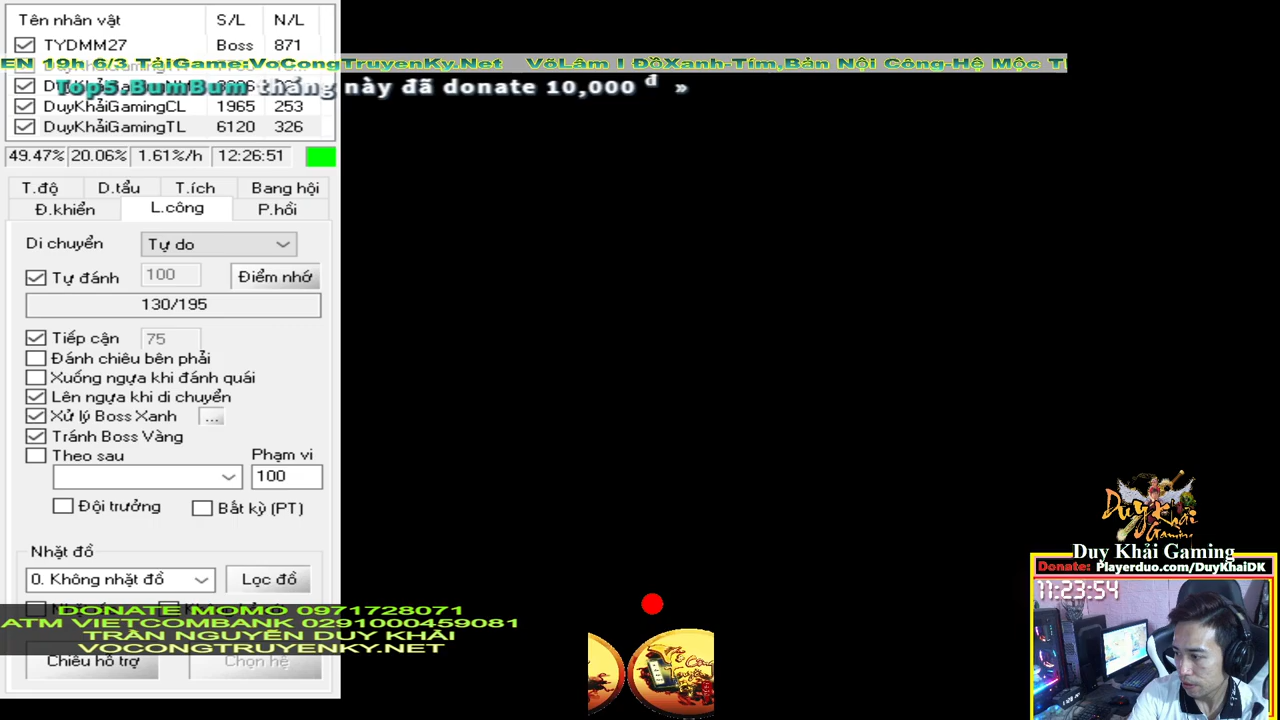 Tên nhân vật S/L N/L
TYDMM27 Boss 871
EN 19h 6/3 TảiGame:VoCongTruyenKy.Net VõLâm I ĐồXanh-Tím,Bản Nội Công-Hệ Mộc T
Top5.BumBum thắng này đã donate 10,000 đ »
DuyKhảiGamingCL 1965 253
DuyKhảiGamingTL 6120 326
49.47% 20.06% 1.61%/h 12:26:51
T.độ D.tẩu T.ích Bang hội
Đ.khiển L.công P.hồi
Di chuyển Tự do
Tự đánh 100 Điểm nhớ
130/195
Tiếp cận 75
Đánh chiêu bên phải
Xuống ngựa khi đánh quái
Lên ngựa khi di chuyển
Xử lý Boss Xanh ...
Tránh Boss Vàng
Theo sau Phạm vi
100
Đội trưởng Bất kỳ (PT)
Nhặt đồ
0. Không nhặt đồ Lọc đồ
DONATE MOMO 0971728071
ATM VIETCOMBANK 0291000459081
TRẦN NGUYỄN DUY KHẢI
VOCONGTRUYENKY.NET
Chiêu hỗ trợ Chọn hệ
Duy Khải
Gaming
Duy Khải Gaming
Donate: Playerduo.com/DuyKhaiDK
11:23:54